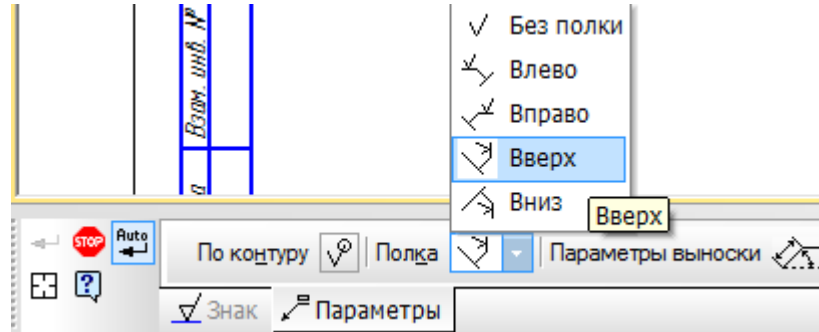 Без полки
Влево
Вправо
Вверх
Вниз
Вверх
Взам. инв. №
а
STOP
Auto
По контуру
Полка
Параметры выноски
Знак
Параметры